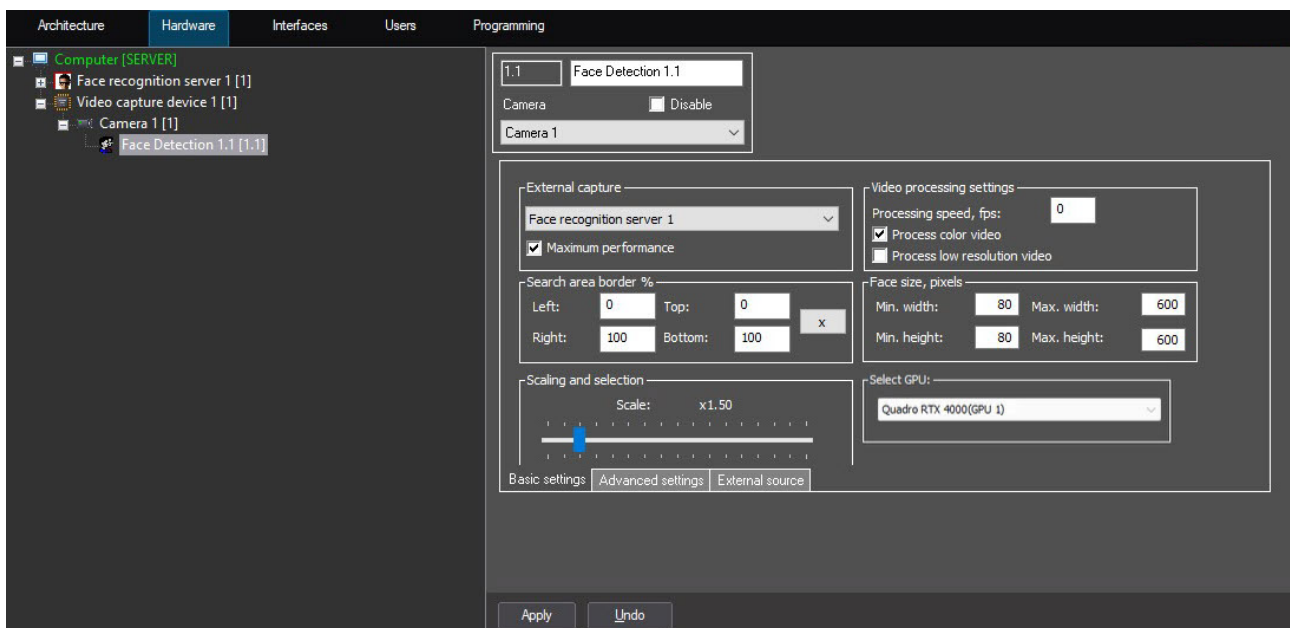 Architecture Hardware Interfaces Users Programming
Computer [SERVER]
Face recognition server 1 [1]
Video capture device 1 [1]
Camera 1 [1]
Face Detection 1.1 [1.1]
1.1 Face Detection 1.1
Camera Disable
Camera 1
External capture
Face recognition server 1
Maximum performance
Video processing settings
Processing speed, fps: 0
Process color video
Process low resolution video
Search area border %
Left: 0 Top: 0
x
Right: 100 Bottom: 100
Face size, pixels
Min. width: 80 Max. width: 600
Min. height: 80 Max. height: 600
Scaling and selection
Scale: x1.50
Select GPU:
Quadro RTX 4000(GPU 1)
Basic settings Advanced settings External source
Apply Undo